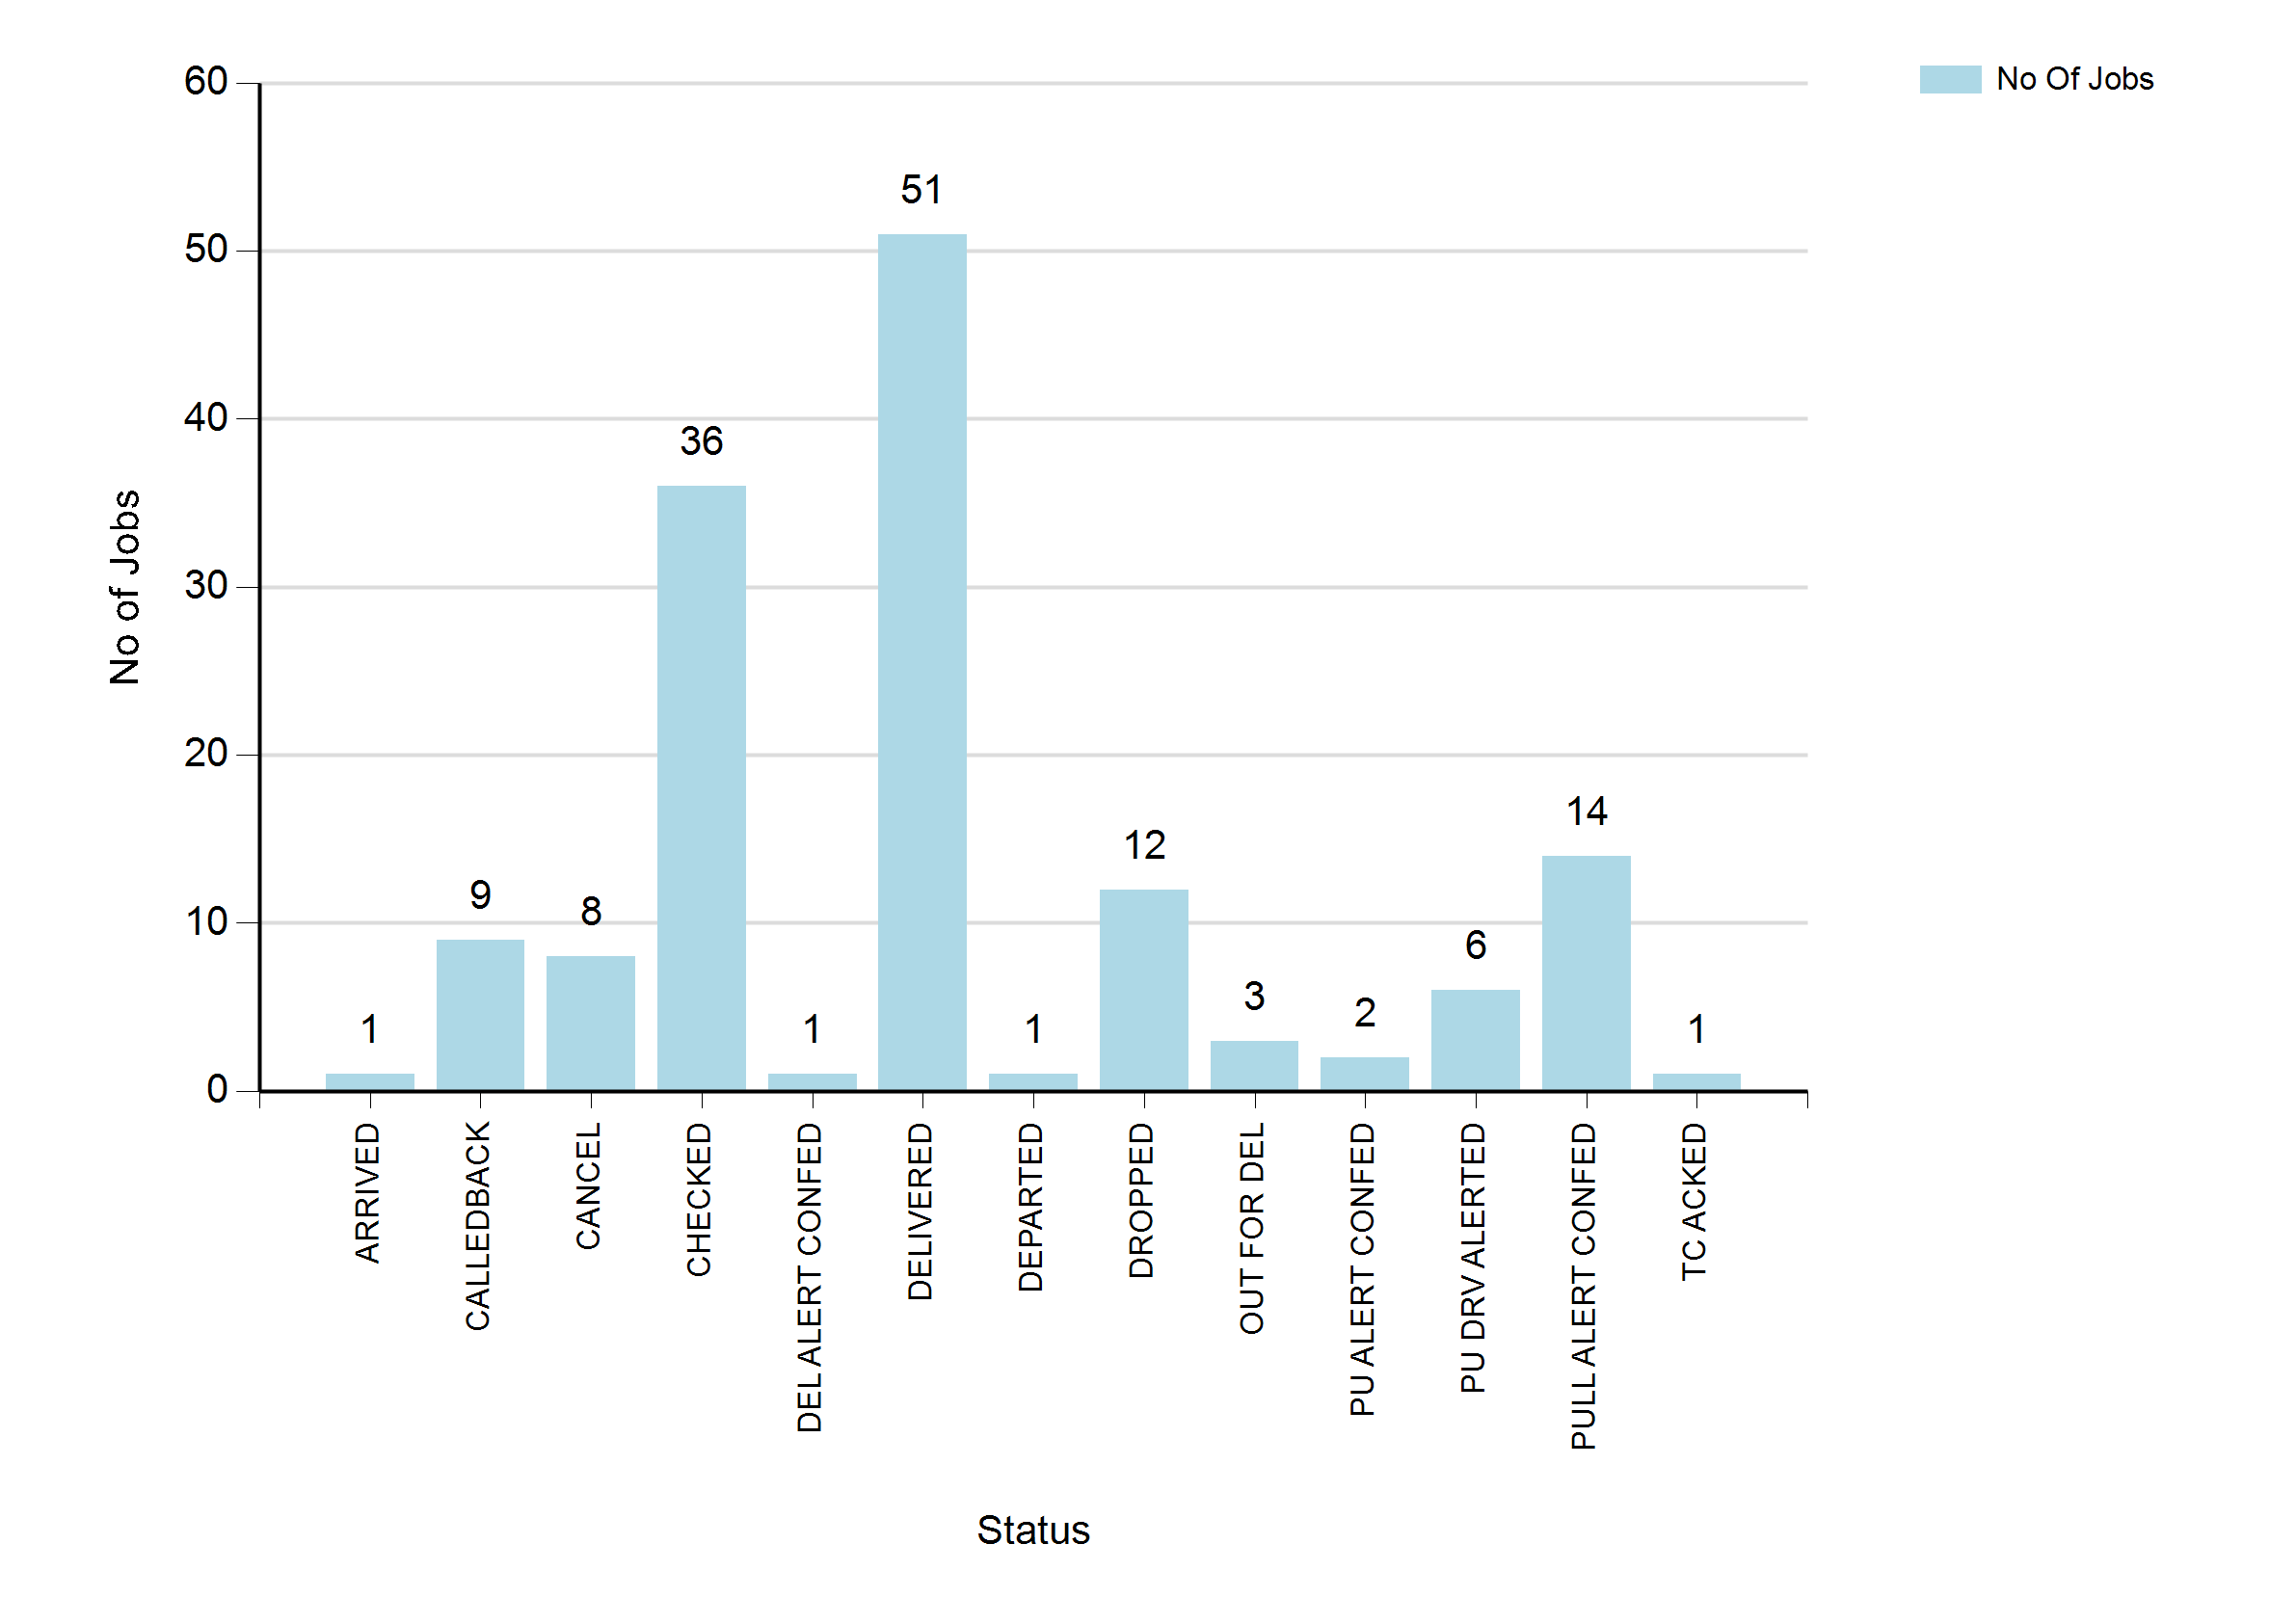 No Of Jobs
60
50
40
30
20
10
0
No of Jobs
1
9
8
36
1
51
1
12
3
2
6
14
1
ARRIVED
CALLEDBACK
CANCEL
CHECKED
DEL ALERT CONFED
DELIVERED
DEPARTED
DROPPED
OUT FOR DEL
PU ALERT CONFED
PU DRV ALERTED
PULL ALERT CONFED
TC ACKED
Status